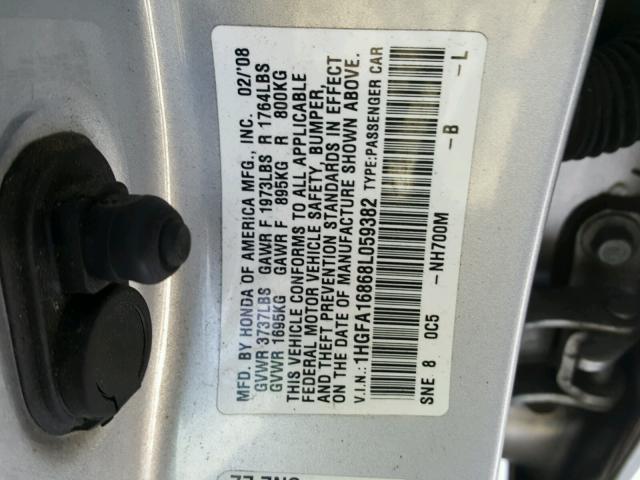 MFD. BY HONDA OF AMERICA MFG., INC. 02/'08
GVWR 3737LBS GAWR F 1973LBS R 1764LBS
GVWR 1695KG GAWR F 895KG R 800KG
THIS VEHICLE CONFORMS TO ALL APPLICABLE
FEDERAL MOTOR VEHICLE SAFETY, BUMPER,
AND THEFT PREVENTION STANDARDS IN EFFECT
ON THE DATE OF MANUFACTURE SHOWN ABOVE.
V.I.N.: 1HGFA16868L059382 TYPE: PASSENGER CAR
SNE 8 0C5 -NH700M -B -L